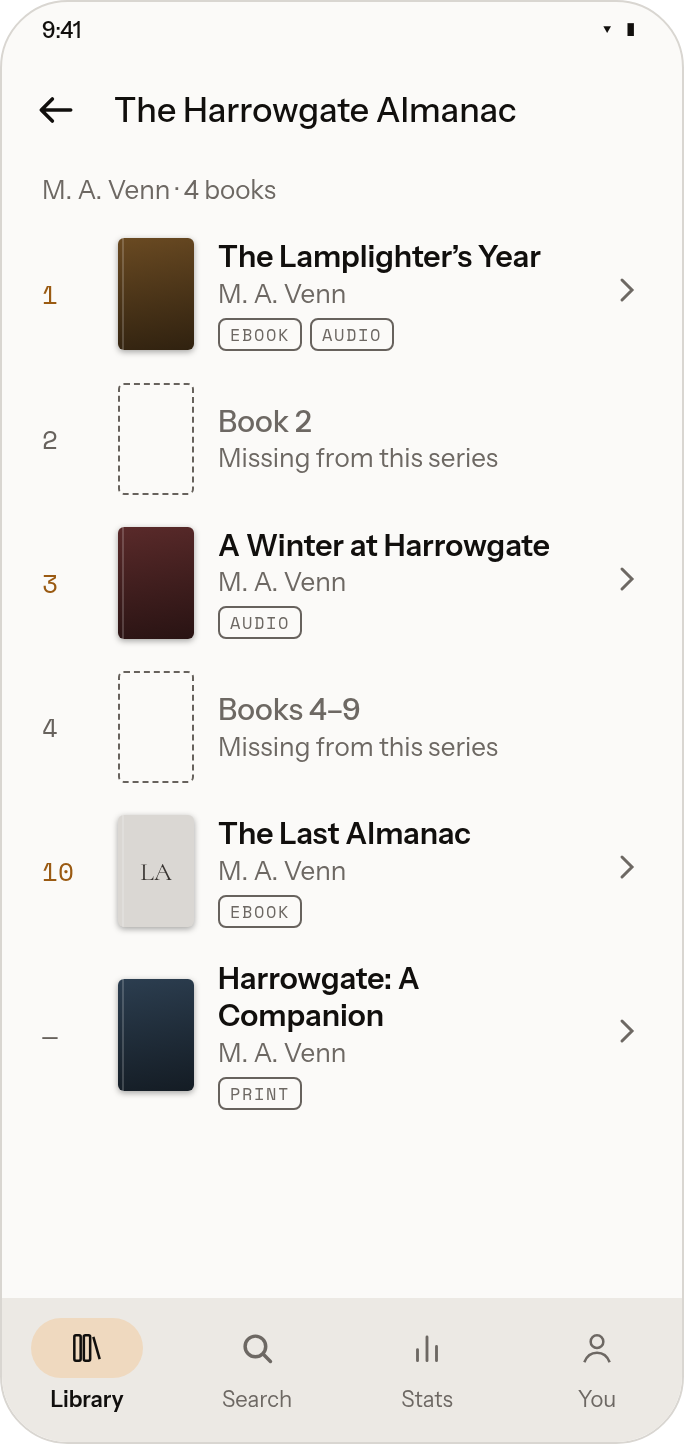 9:41
The Harrowgate Almanac
M. A. Venn · 4 books
1
The Lamplighter’s Year
M. A. Venn
EBOOK AUDIO
2
Book 2
Missing from this series
3
A Winter at Harrowgate
M. A. Venn
AUDIO
4
Books 4–9
Missing from this series
10
LA
The Last Almanac
M. A. Venn
EBOOK
–
Harrowgate: A
Companion
M. A. Venn
PRINT
Library Search Stats You